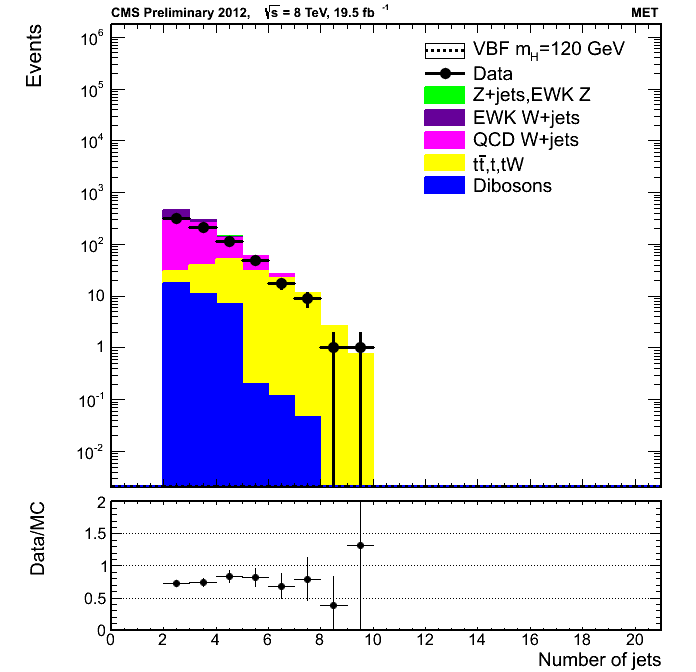 CMS Preliminary 2012, √s = 8 TeV, 19.5 fb⁻¹ MET
Events
10⁶
10⁵
10⁴
10³
10²
10
1
10⁻¹
10⁻²
VBF m_H=120 GeV
Data
Z+jets,EWK Z
EWK W+jets
QCD W+jets
tt̄,t,tW
Dibosons
Data/MC
2
1.5
1
0.5
0
0 2 4 6 8 10 12 14 16 18 20
Number of jets